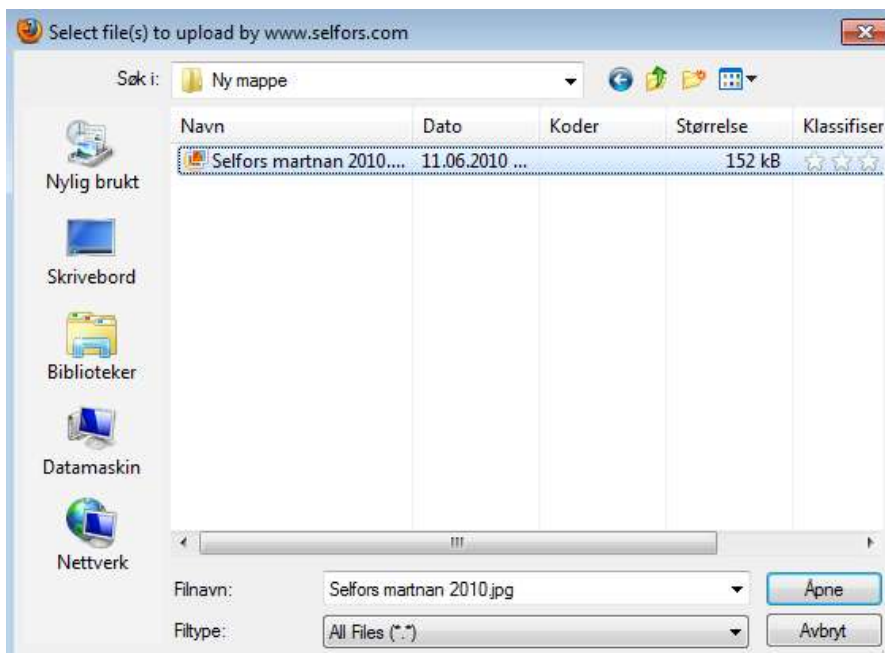 Select file(s) to upload by www.selfors.com
Søk i: Ny mappe
Navn Dato Koder Størrelse Klassifiser
Selfors martnan 2010.... 11.06.2010 ... 152 kB
Nylig brukt
Skrivebord
Biblioteker
Datamaskin
Nettverk
Filnavn: Selfors martnan 2010.jpg Åpne
Filtype: All Files (*.*) Avbryt